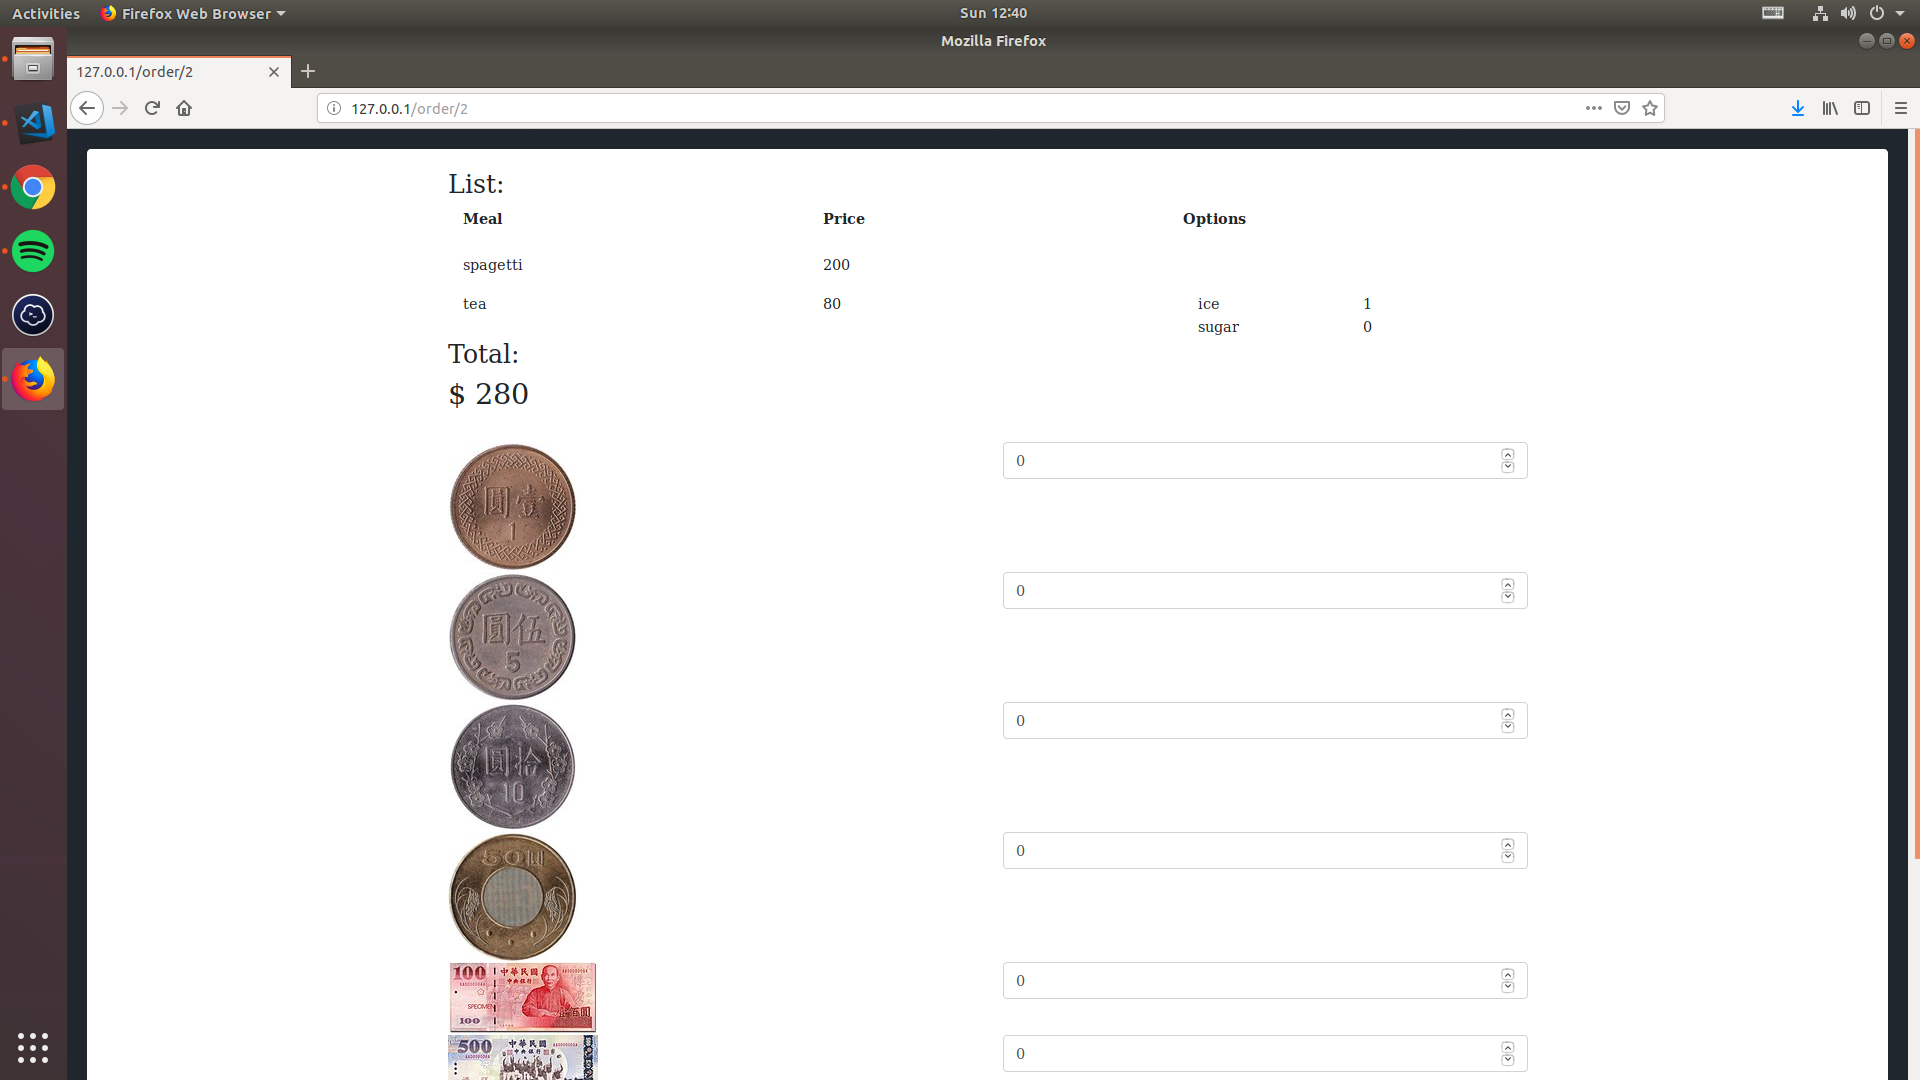 Activities Firefox Web Browser Sun 12:40
Mozilla Firefox
127.0.0.1/order/2
127.0.0.1/order/2
List:
Meal Price Options
spagetti 200
tea 80 ice 1
sugar 0
Total:
$ 280
圓壹
1
0
圓伍
5
0
圓拾
10
0
50
0
100 中華民國
中央銀行
SPECIMEN
壹佰圓
100
0
500 中華民國
中央銀行
0